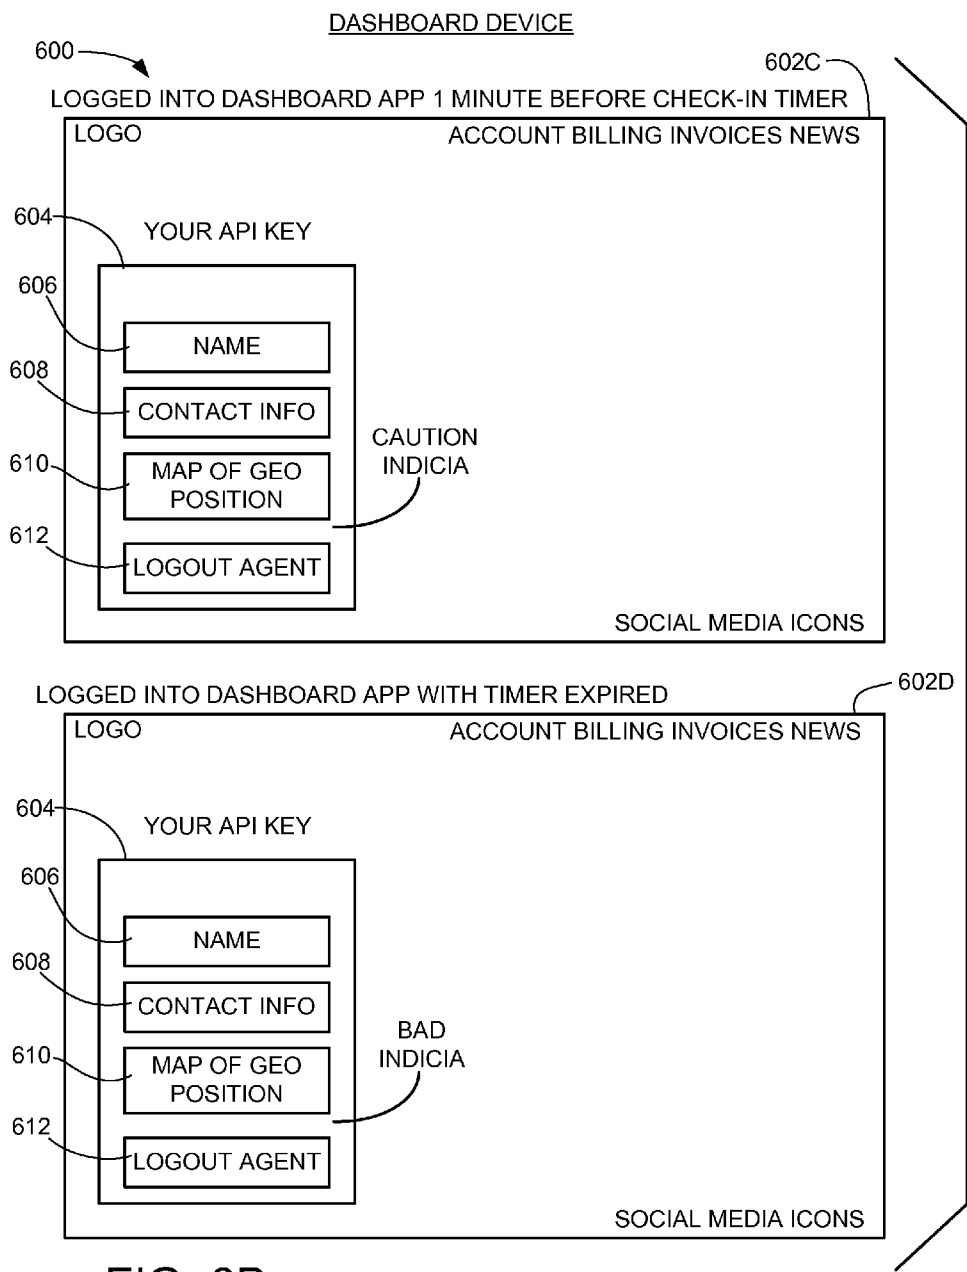 DASHBOARD DEVICE
600
602C
LOGGED INTO DASHBOARD APP 1 MINUTE BEFORE CHECK-IN TIMER
LOGO ACCOUNT BILLING INVOICES NEWS
604
YOUR API KEY
606
NAME
608
CONTACT INFO
CAUTION
INDICIA
610
MAP OF GEO
POSITION
612
LOGOUT AGENT
SOCIAL MEDIA ICONS
LOGGED INTO DASHBOARD APP WITH TIMER EXPIRED
602D
LOGO ACCOUNT BILLING INVOICES NEWS
604
YOUR API KEY
606
NAME
608
CONTACT INFO
BAD
INDICIA
610
MAP OF GEO
POSITION
612
LOGOUT AGENT
SOCIAL MEDIA ICONS
FIG.